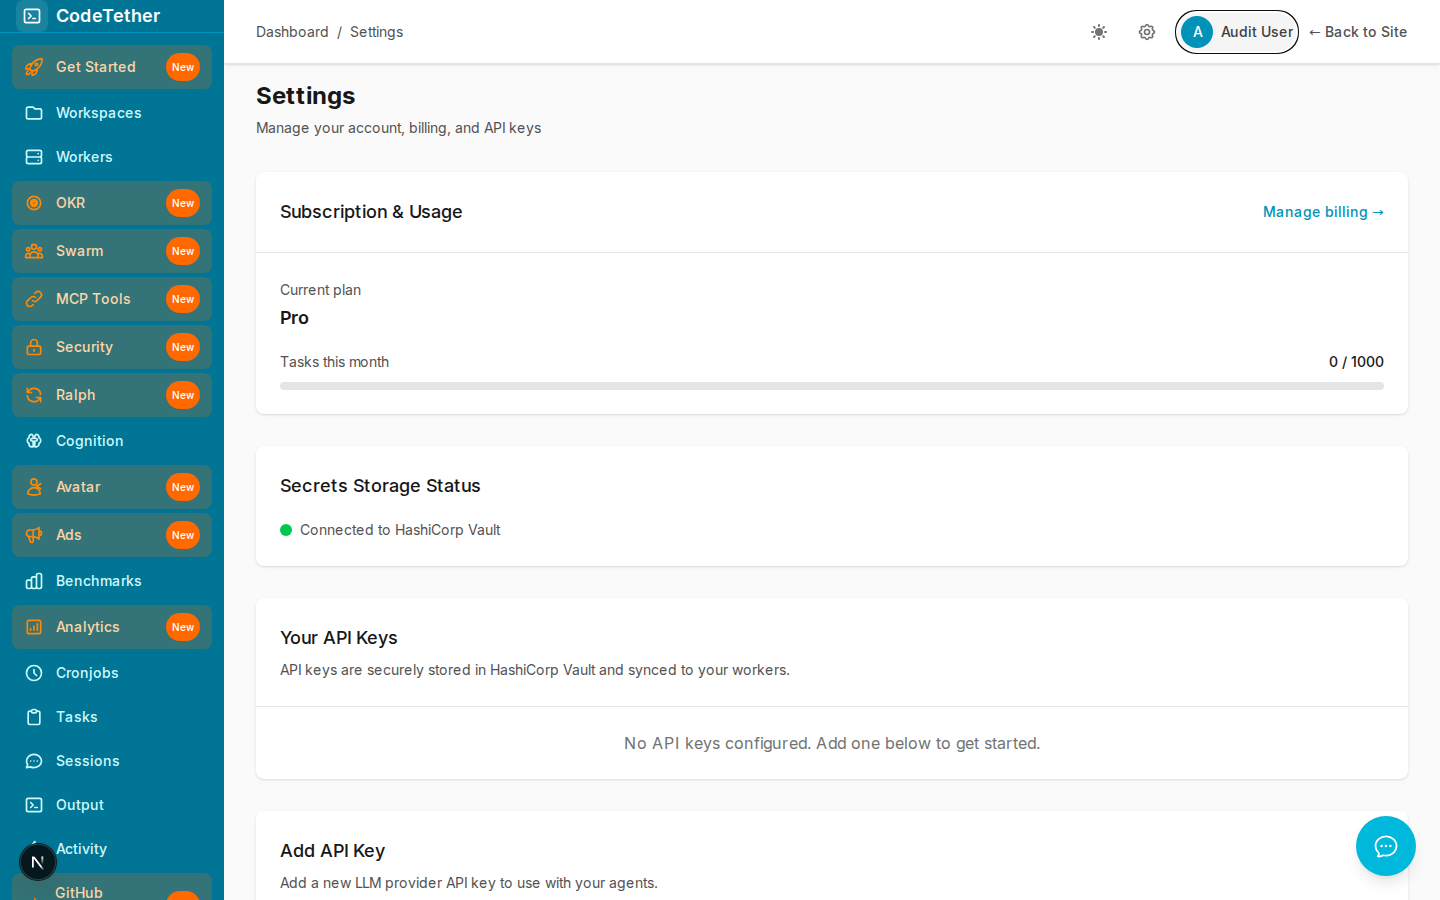 CodeTether
Get Started New
Workspaces
Workers
OKR New
Swarm New
MCP Tools New
Security New
Ralph New
Cognition
Avatar New
Ads New
Benchmarks
Analytics New
Cronjobs
Tasks
Sessions
Output
Activity
GitHub
N
Dashboard / Settings
A Audit User
← Back to Site
Settings
Manage your account, billing, and API keys
Subscription & Usage
Manage billing →
Current plan
Pro
Tasks this month
0 / 1000
Secrets Storage Status
Connected to HashiCorp Vault
Your API Keys
API keys are securely stored in HashiCorp Vault and synced to your workers.
No API keys configured. Add one below to get started.
Add API Key
Add a new LLM provider API key to use with your agents.